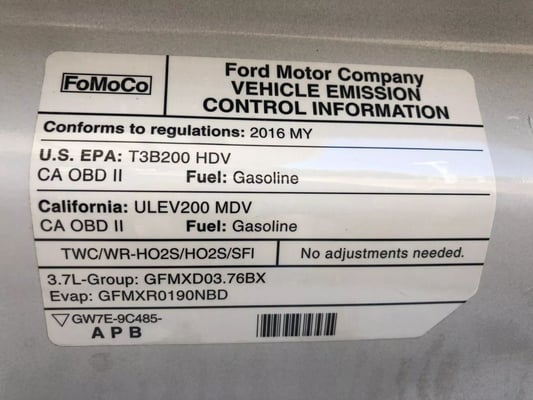 FoMoCo
Ford Motor Company
VEHICLE EMISSION
CONTROL INFORMATION
Conforms to regulations: 2016 MY
U.S. EPA: T3B200 HDV
CA OBD II Fuel: Gasoline
California: ULEV200 MDV
CA OBD II Fuel: Gasoline
TWC/WR-HO2S/HO2S/SFI No adjustments needed.
3.7L-Group: GFMXD03.76BX
Evap: GFMXR0190NBD
GW7E-9C485-
A P B